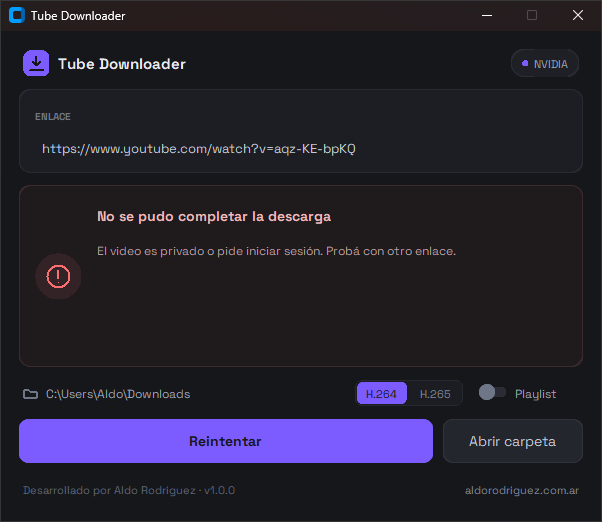 Tube Downloader
Tube Downloader
NVIDIA
ENLACE
https://www.youtube.com/watch?v=aqz-KE-bpKQ
No se pudo completar la descarga
El video es privado o pide iniciar sesión. Probá con otro enlace.
C:\Users\Aldo\Downloads
H.264
H.265
Playlist
Reintentar
Abrir carpeta
Desarrollado por Aldo Rodriguez · v1.0.0
aldorodriguez.com.ar